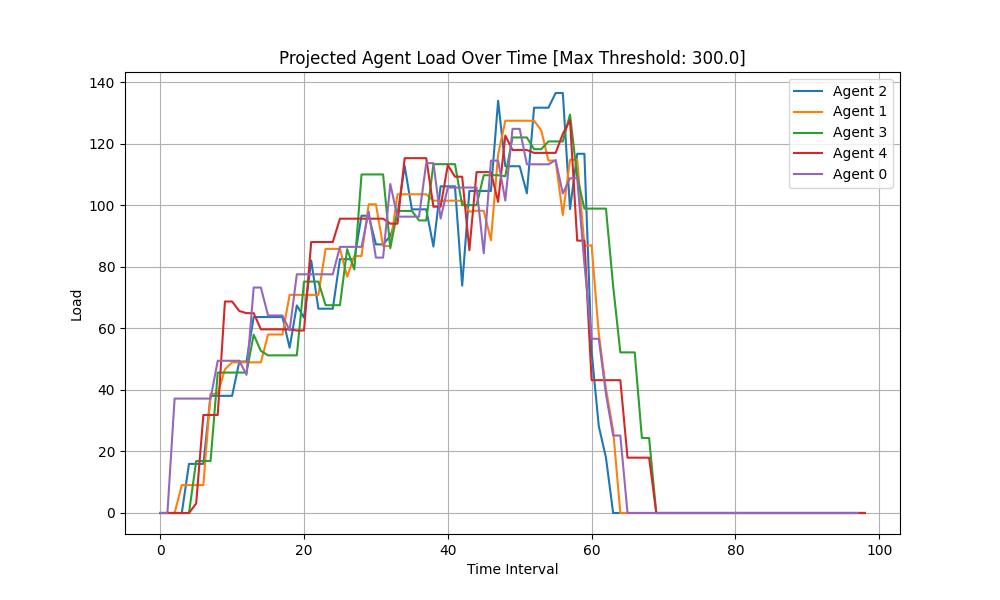 Projected Agent Load Over Time [Max Threshold: 300.0]
140
120
100
80
60
40
20
0
Load
0
20
40
60
80
100
Time Interval
Agent 2
Agent 1
Agent 3
Agent 4
Agent 0